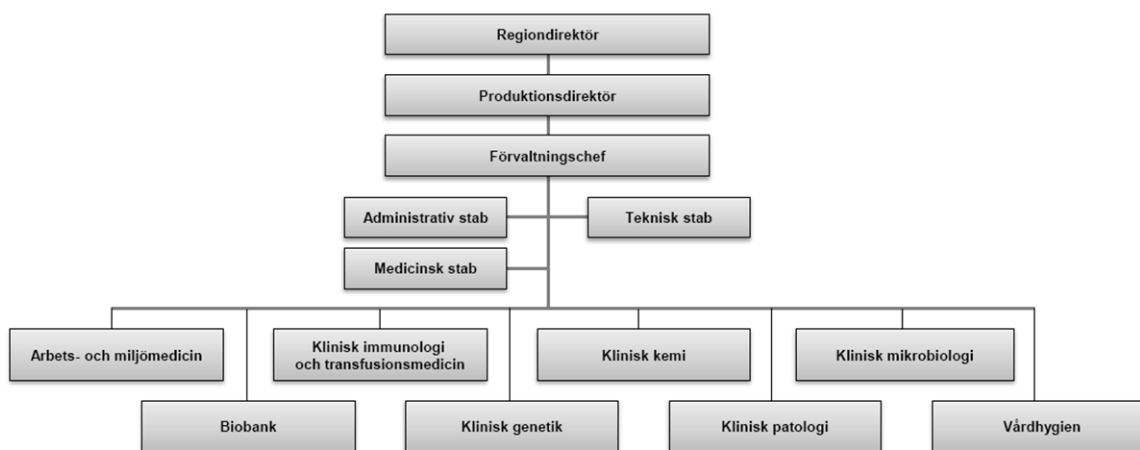 Regiondirektör
Produktionsdirektör
Förvaltningschef
Administrativ stab
Teknisk stab
Medicinsk stab
Arbets- och miljömedicin
Klinisk immunologi
och transfusionsmedicin
Klinisk kemi
Klinisk mikrobiologi
Biobank
Klinisk genetik
Klinisk patologi
Vårdhygien